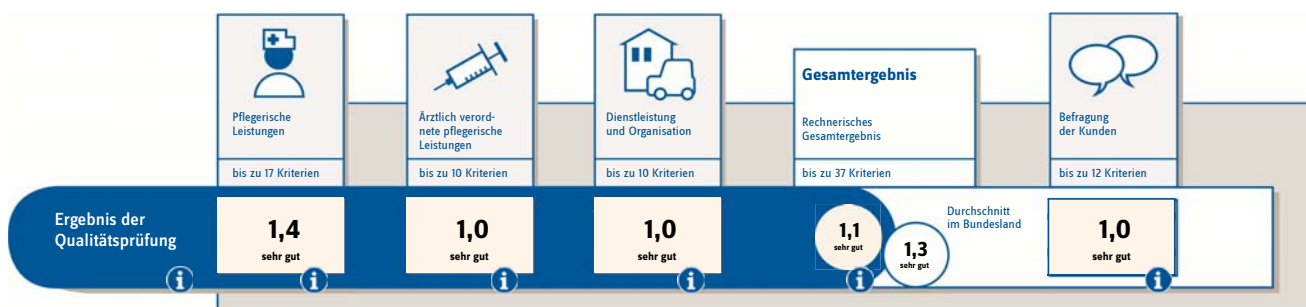 Pflegerische
Leistungen
bis zu 17 Kriterien
Ärztlich verord-
nete pflegerische
Leistungen
bis zu 10 Kriterien
Dienstleistung
und Organisation
bis zu 10 Kriterien
Gesamtergebnis
Rechnerisches
Gesamtergebnis
bis zu 37 Kriterien
Befragung
der Kunden
bis zu 12 Kriterien
Ergebnis der
Qualitätsprüfung
i
1,4
sehr gut
i
1,0
sehr gut
i
1,0
sehr gut
i
1,1
sehr gut
i
1,3
sehr gut
Durchschnitt
im Bundesland
1,0
sehr gut
i